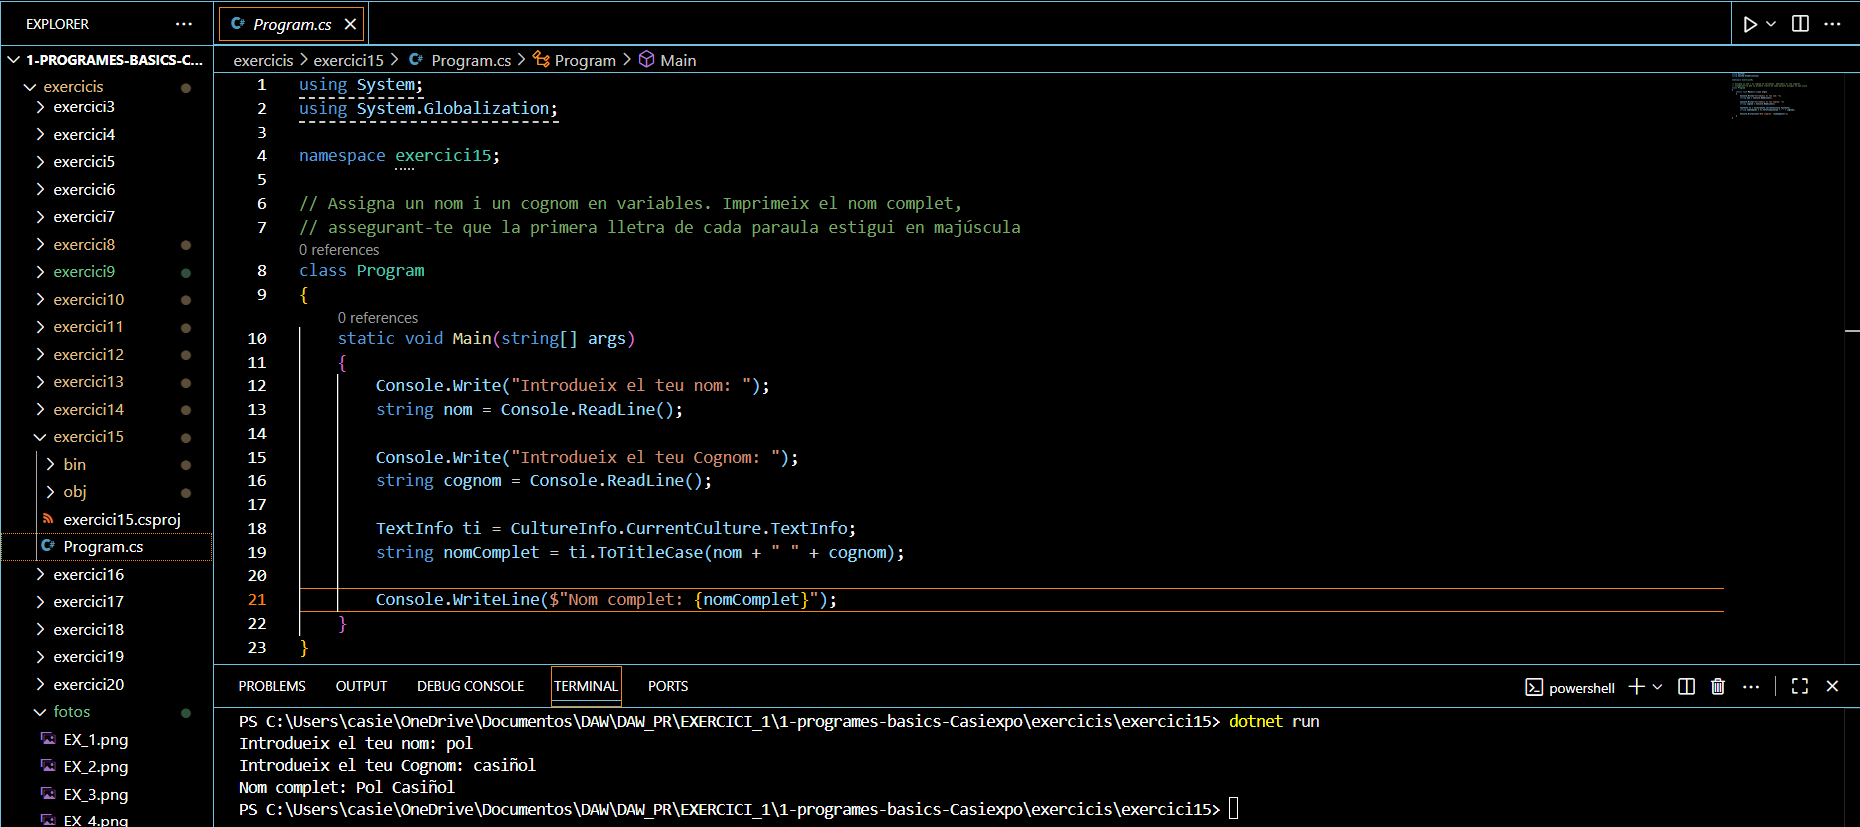 EXPLORER
1-PROGRAMES-BASICS-C...
exercicis
exercici3
exercici4
exercici5
exercici6
exercici7
exercici8
exercici9
exercici10
exercici11
exercici12
exercici13
exercici14
exercici15
bin
obj
exercici15.csproj
Program.cs
exercici16
exercici17
exercici18
exercici19
exercici20
fotos
EX_1.png
EX_2.png
EX_3.png
EX_4.png
Program.cs
exercicis > exercici15 > Program.cs > Program > Main
1 using System;
2 using System.Globalization;
3
4 namespace exercici15;
5
6 // Assigna un nom i un cognom en variables. Imprimeix el nom complet,
7 // assegurant-te que la primera lletra de cada paraula estigui en majúscula
0 references
8 class Program
9 {
0 references
10 static void Main(string[] args)
11 {
12 Console.Write("Introdueix el teu nom: ");
13 string nom = Console.ReadLine();
14
15 Console.Write("Introdueix el teu Cognom: ");
16 string cognom = Console.ReadLine();
17
18 TextInfo ti = CultureInfo.CurrentCulture.TextInfo;
19 string nomComplet = ti.ToTitleCase(nom + " " + cognom);
20
21 Console.WriteLine($"Nom complet: {nomComplet}");
22 }
23 }
PROBLEMS OUTPUT DEBUG CONSOLE TERMINAL PORTS powershell
PS C:\Users\casie\OneDrive\Documentos\DAW\DAW_PR\EXERCICI_1\1-programes-basics-Casiexpo\exercicis\exercici15> dotnet run
Introdueix el teu nom: pol
Introdueix el teu Cognom: casiñol
Nom complet: Pol Casiñol
PS C:\Users\casie\OneDrive\Documentos\DAW\DAW_PR\EXERCICI_1\1-programes-basics-Casiexpo\exercicis\exercici15>